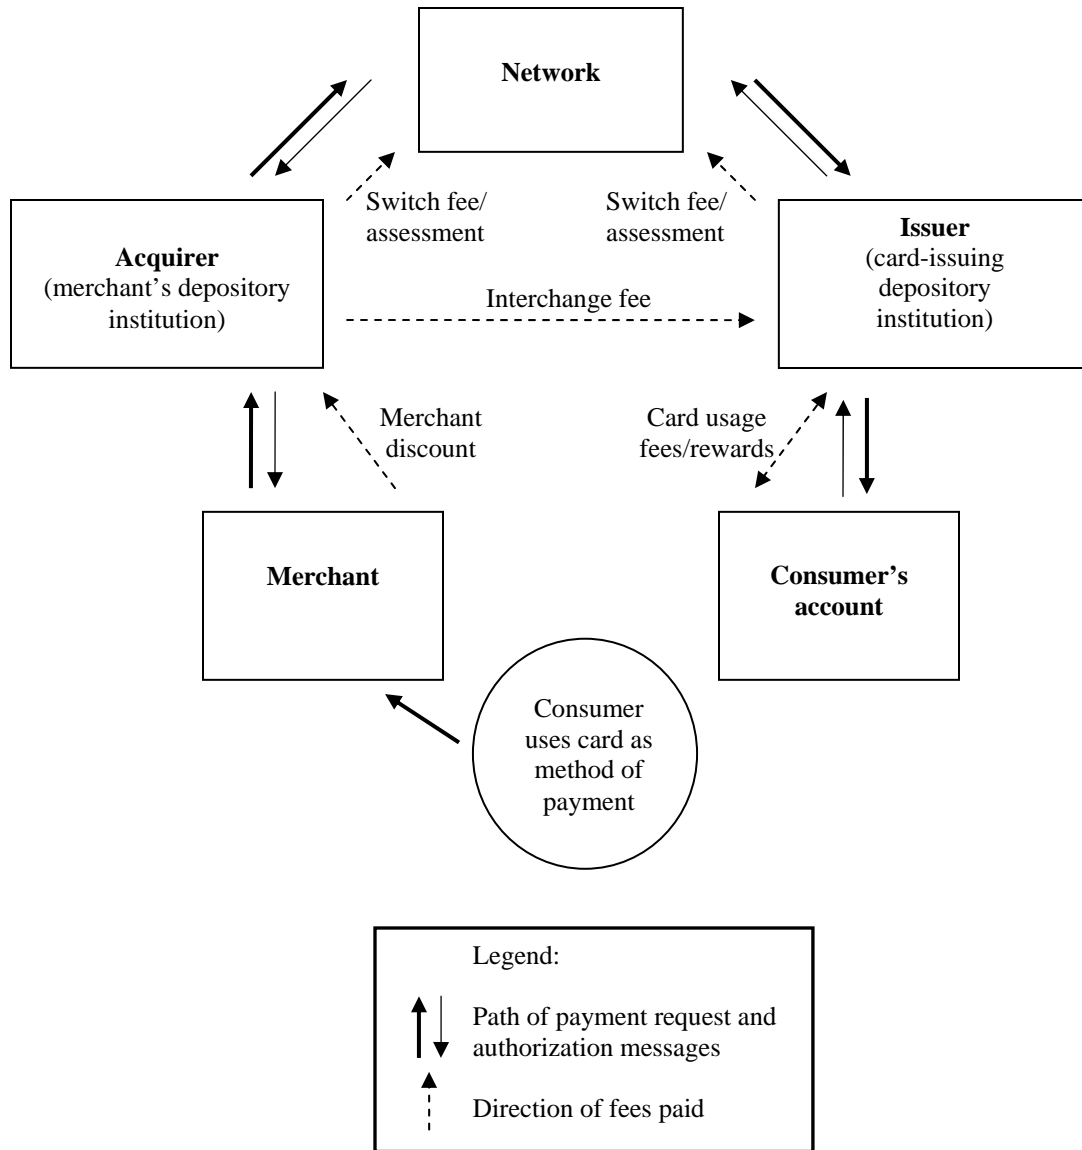 Network
Switch fee/
assessment
Switch fee/
assessment
Acquirer
(merchant’s depository
institution)
Issuer
(card-issuing
depository
institution)
Interchange fee
Merchant
discount
Card usage
fees/rewards
Merchant
Consumer’s
account
Consumer
uses card as
method of
payment
Legend:
Path of payment request and
authorization messages
Direction of fees paid